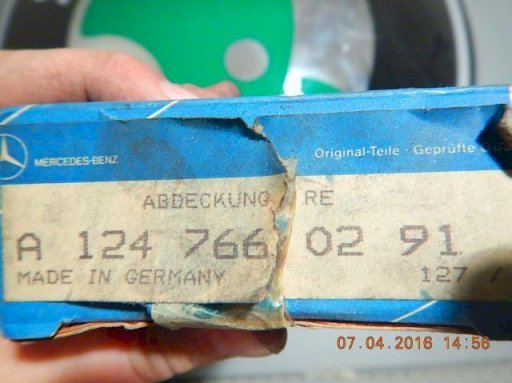 MERCEDES-BENZ
Original-Teile · Geprüfte
ABDECKUNG RE
A 124 766 02 91
MADE IN GERMANY
127 /
07.04.2016 14:58